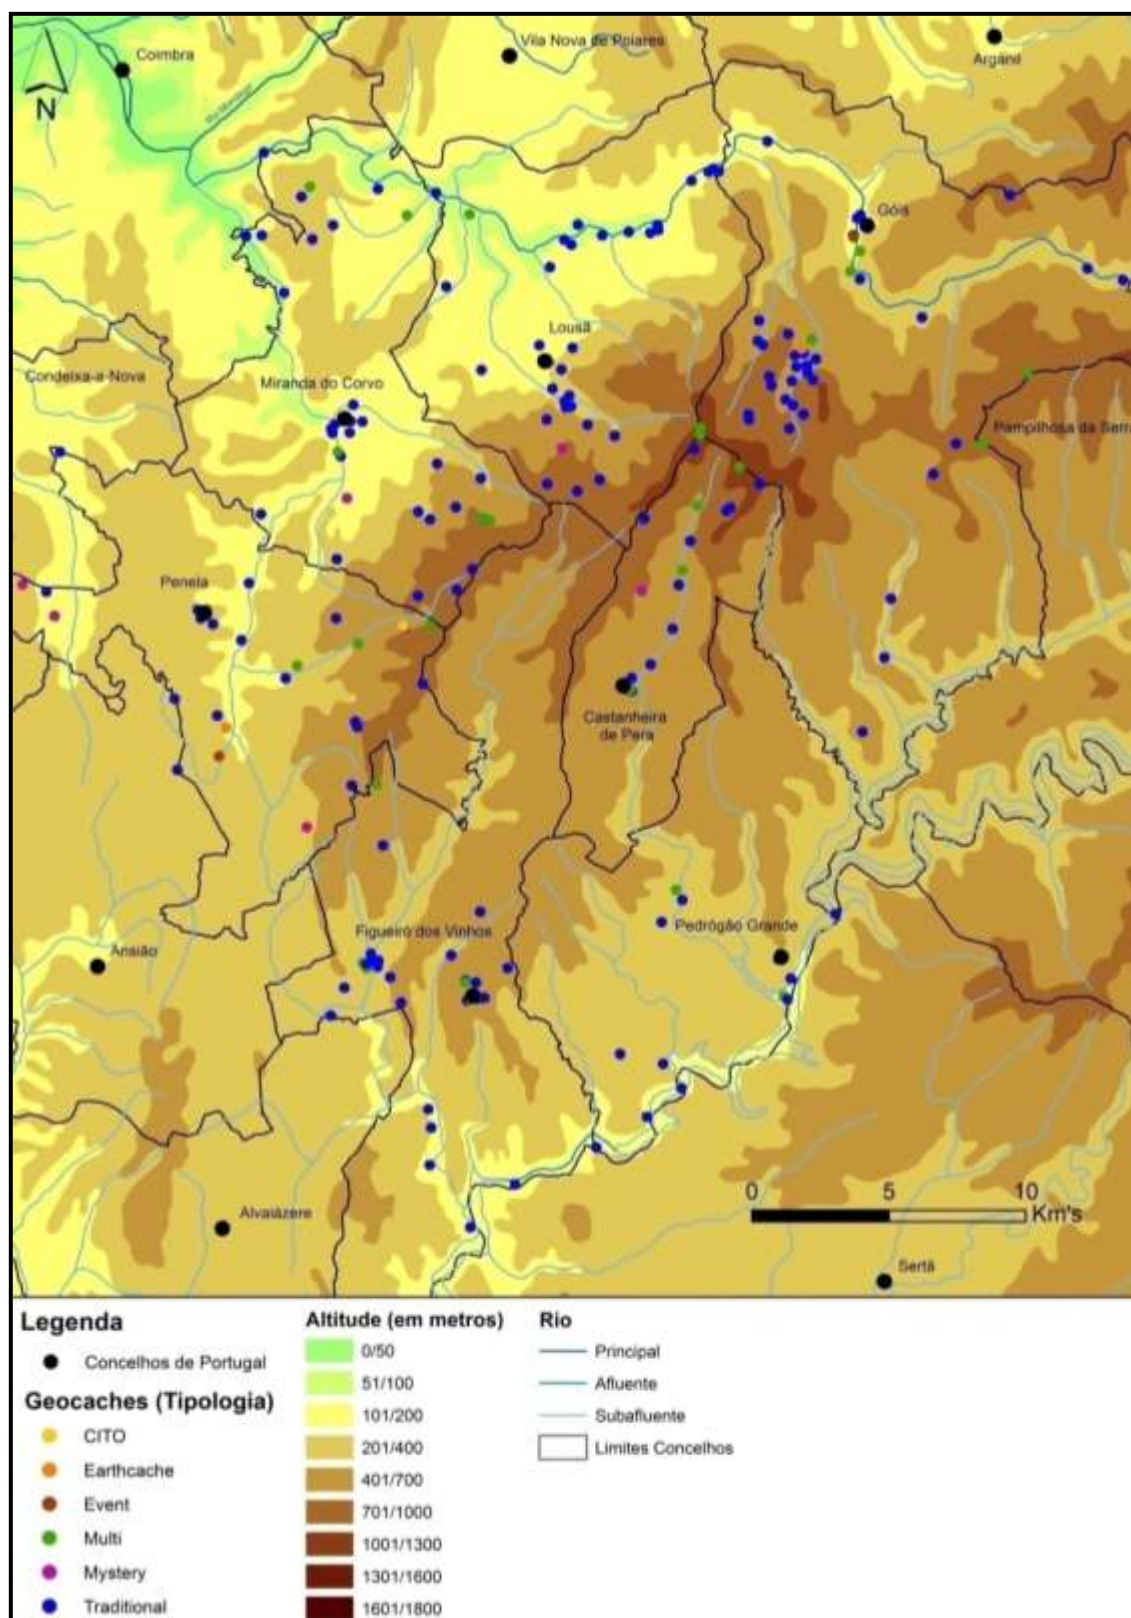 Coimbra
Vila Nova de Poiares
Arganil
N
Rio Mondego
Góis
Lousã
Condeixa-a-Nova
Miranda do Corvo
Pampilhosa da Serra
Penela
Castanheira
de Pera
Ansião
Figueiró dos Vinhos
Pedrógão Grande
Alvaiázere
0 5 10
Km's
Sertã
Legenda
Concelhos de Portugal
Geocaches (Tipologia)
CITO
Earthcache
Event
Multi
Mystery
Traditional
Altitude (em metros)
0/50
51/100
101/200
201/400
401/700
701/1000
1001/1300
1301/1600
1601/1800
Rio
Principal
Afluente
Subafluente
Limites Concelhos